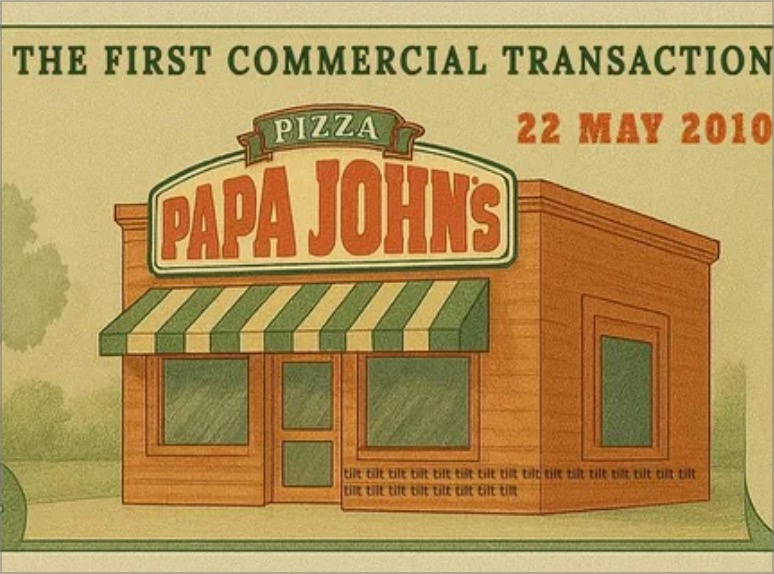 THE FIRST COMMERCIAL TRANSACTION
22 MAY 2010
PIZZA
PAPA JOHN'S
tilt tilt tilt tilt tilt tilt tilt tilt tilt tilt tilt tilt tilt tilt tilt tilt
tilt tilt tilt tilt tilt tilt tilt tilt